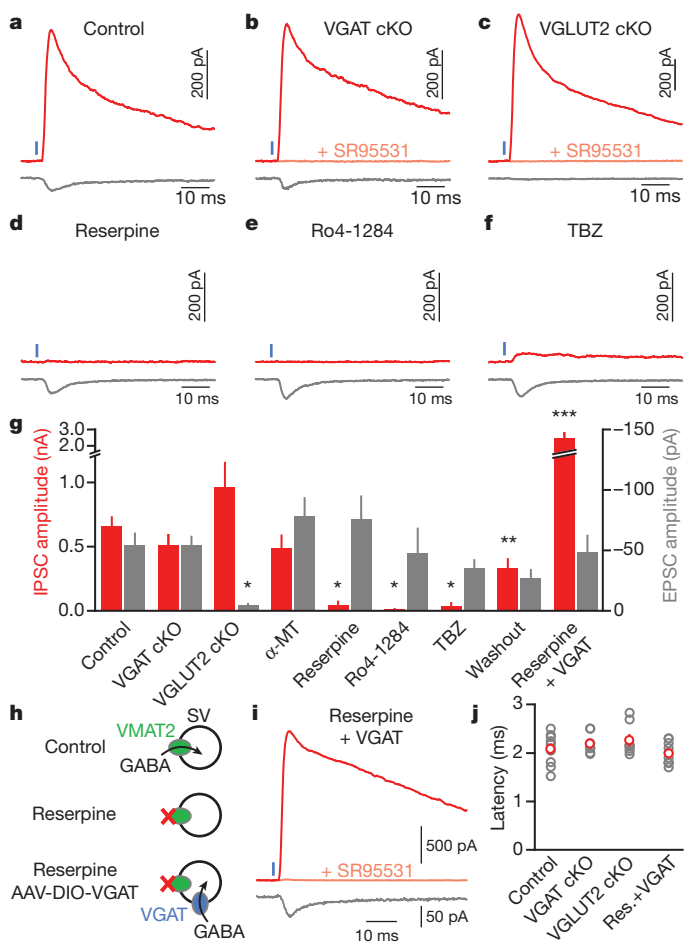 a Control
200 pA
10 ms
b VGAT cKO
200 pA
+ SR95531
10 ms
c VGLUT2 cKO
200 pA
+ SR95531
10 ms
d Reserpine
200 pA
10 ms
e Ro4-1284
200 pA
10 ms
f TBZ
200 pA
10 ms
g
IPSC amplitude (nA)
3.0
2.0
1.0
0.5
0.0
EPSC amplitude (pA)
–150
–100
–50
0
*
*
*
*
**
***
Control
VGAT cKO
VGLUT2 cKO
α-MT
Reserpine
Ro4-1284
TBZ
Washout
Reserpine
+ VGAT
h
SV
VMAT2
Control
GABA
Reserpine
Reserpine
AAV-DIO-VGAT
VGAT
GABA
i Reserpine
+ VGAT
500 pA
+ SR95531
50 pA
10 ms
j
Latency (ms)
3
2
1
Control
VGAT cKO
VGLUT2 cKO
Res.+VGAT